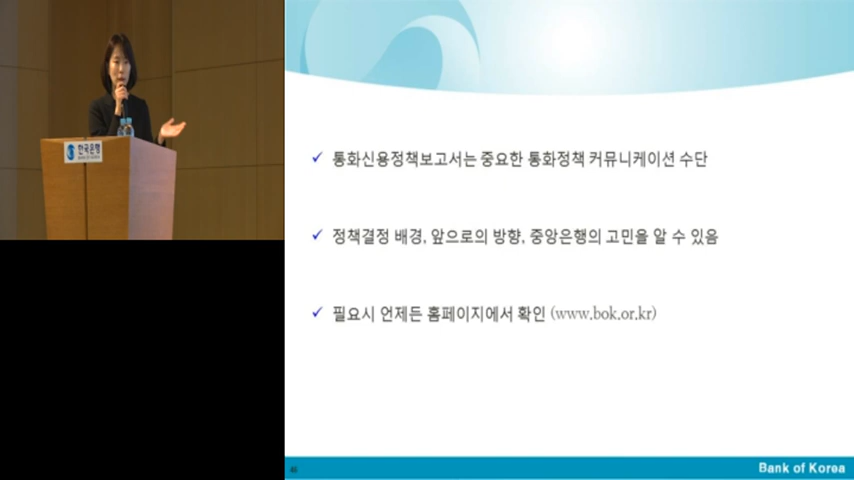 한국은행
통화신용정책보고서는 중요한 통화정책 커뮤니케이션 수단
정책결정 배경, 앞으로의 방향, 중앙은행의 고민을 알 수 있음
필요시 언제든 홈페이지에서 확인 (www.bok.or.kr)
Bank of Korea